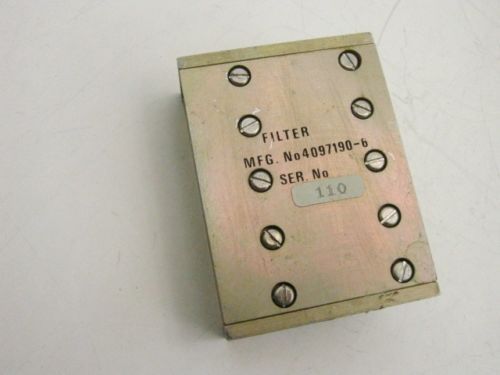 FILTER
MFG. No4097190-6
SER. No
110